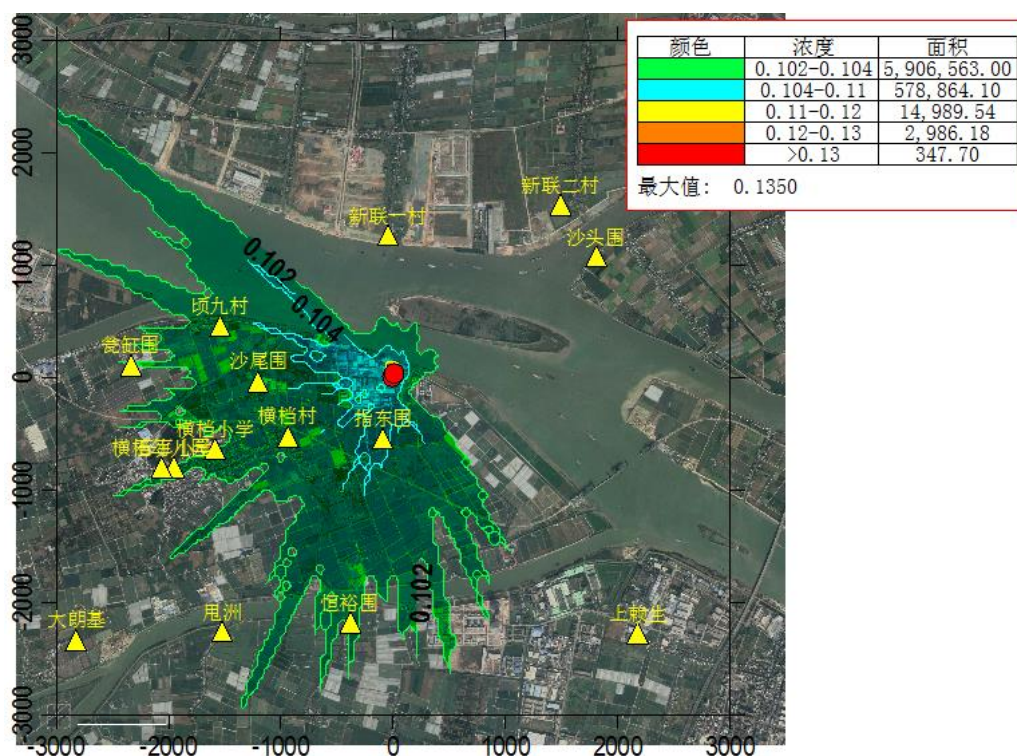 颜色 浓度 面积
0.102-0.104 5,906,563.00
0.104-0.11 578,864.10
0.11-0.12 14,989.54
0.12-0.13 2,986.18
>0.13 347.70
最大值: 0.1350
3000
2000
1000
0
1000
2000
3000
新联二村
新联一村
沙头围
0.102
0.104
顷九村
瓮缸围
沙尾围
横档村
指东围
横档小学
横档
0.102
大朗基
甩洲
恒裕围
上赖生
-3000 -2000 -1000 0 1000 2000 3000